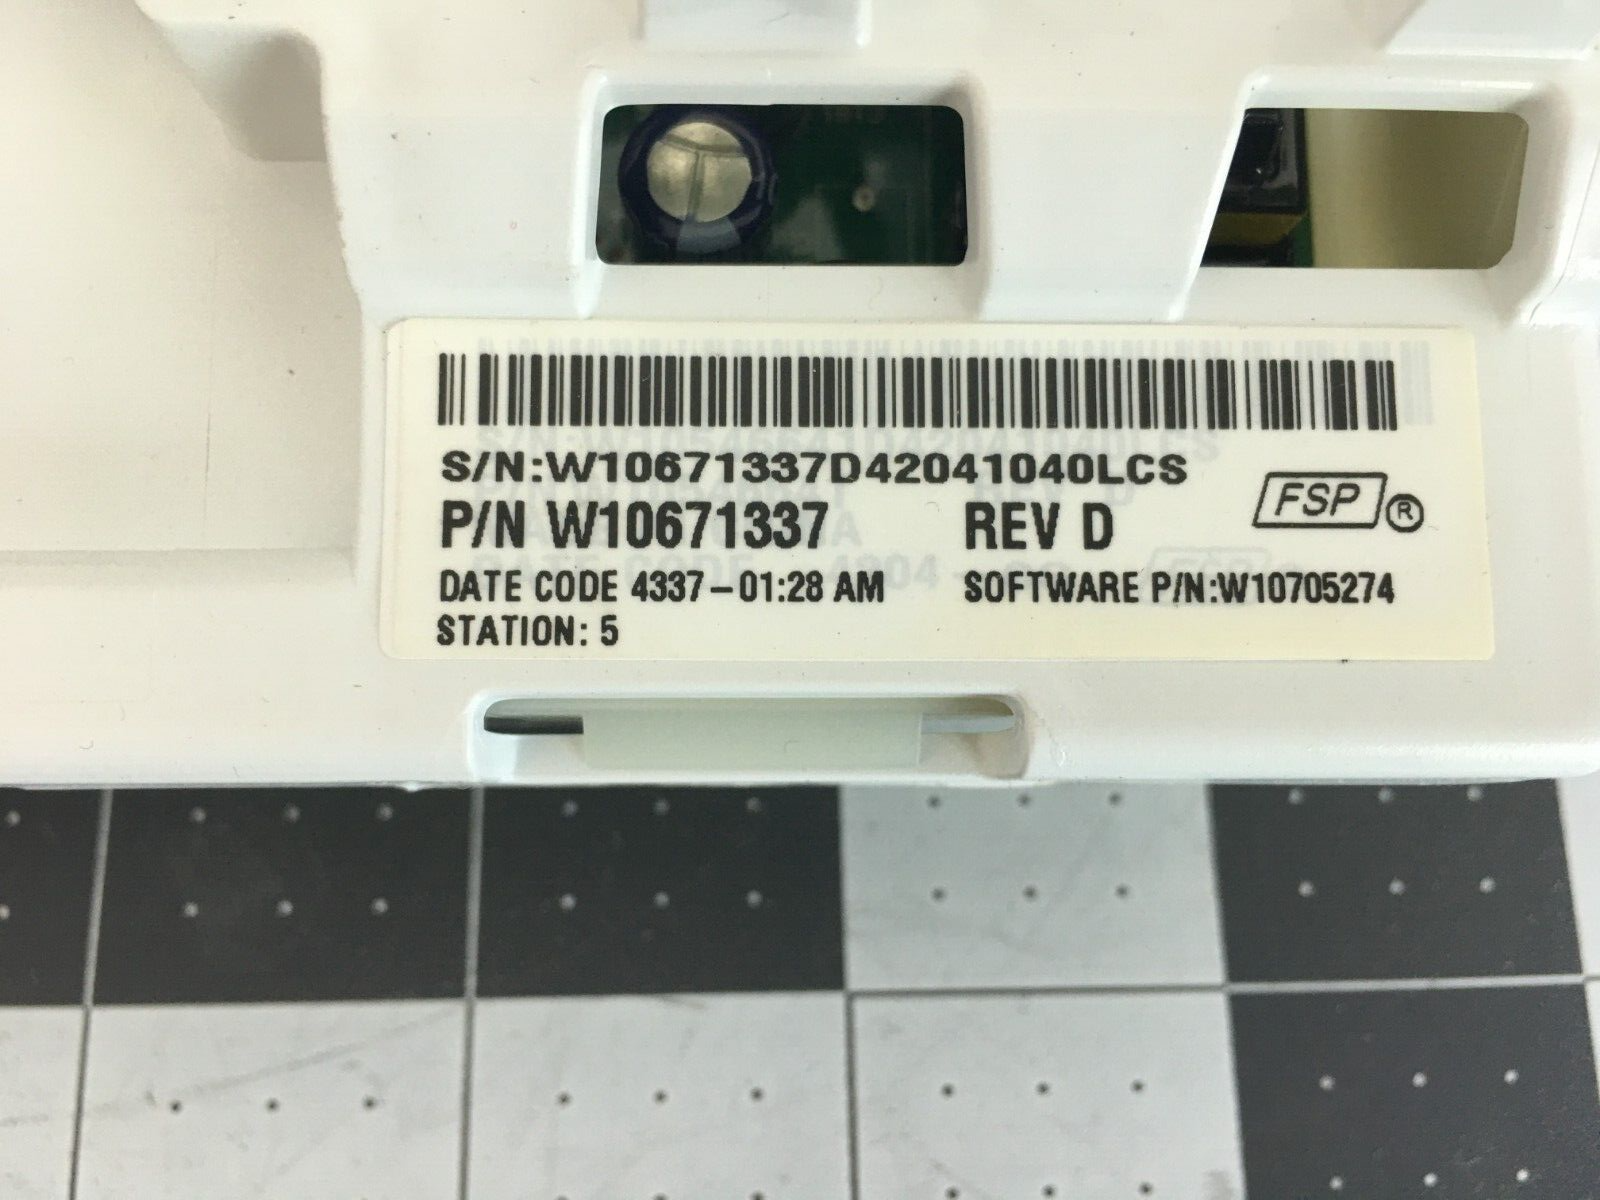 S/N:W10671337D42041040LCS
P/N W10671337 REV D
FSP®
DATE CODE 4337-01:28 AM SOFTWARE P/N:W10705274
STATION: 5